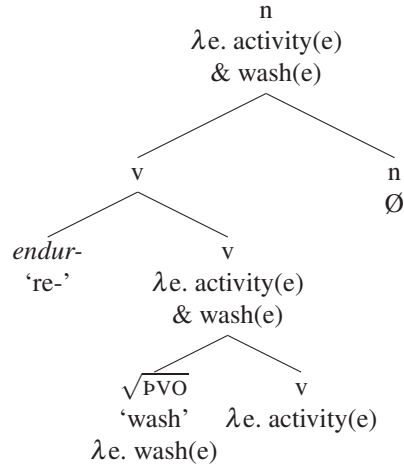 n
λe. activity(e)
& wash(e)
v n
Ø
endur- v
‘re-’ λe. activity(e)
& wash(e)
√ÞVO v
‘wash’ λe. activity(e)
λe. wash(e)